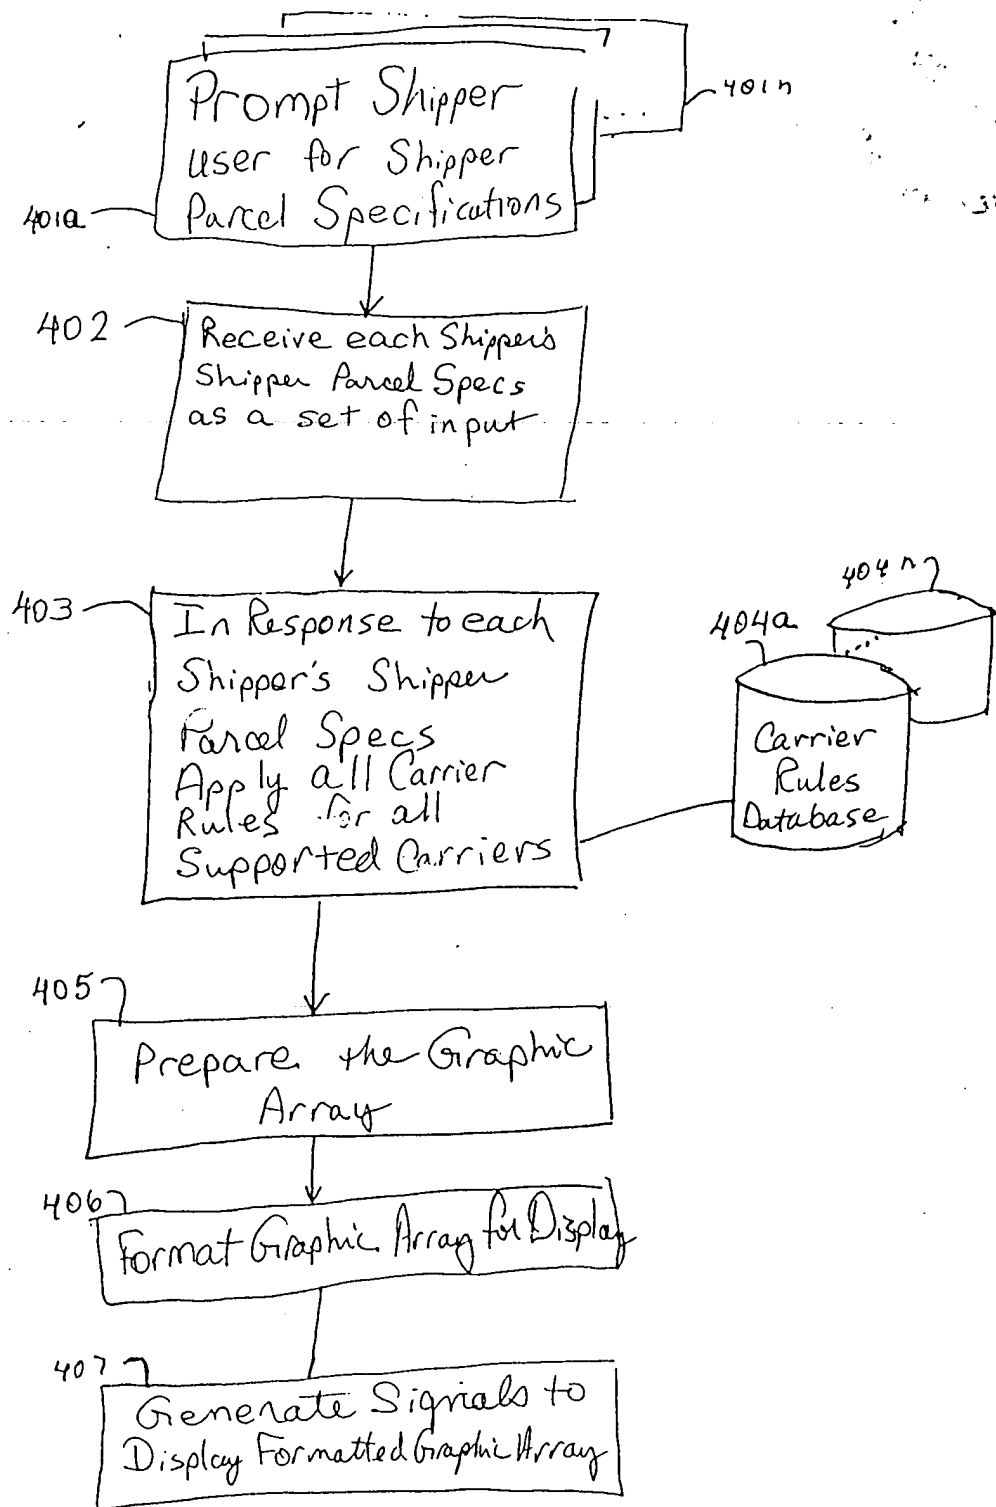 401n
Prompt Shipper
user for Shipper
Parcel Specifications
401a
402
Receive each Shipper's
Shipper Parcel Specs
as a set of input
403
In Response to each
Shipper's Shipper
Parcel Specs
Apply all Carrier
Rules for all
Supported Carriers
404n
404a
Carrier
Rules
Database
405
Prepare the Graphic
Array
406
Format Graphic Array for Display
407
Generate Signals to
Display Formatted Graphic Array